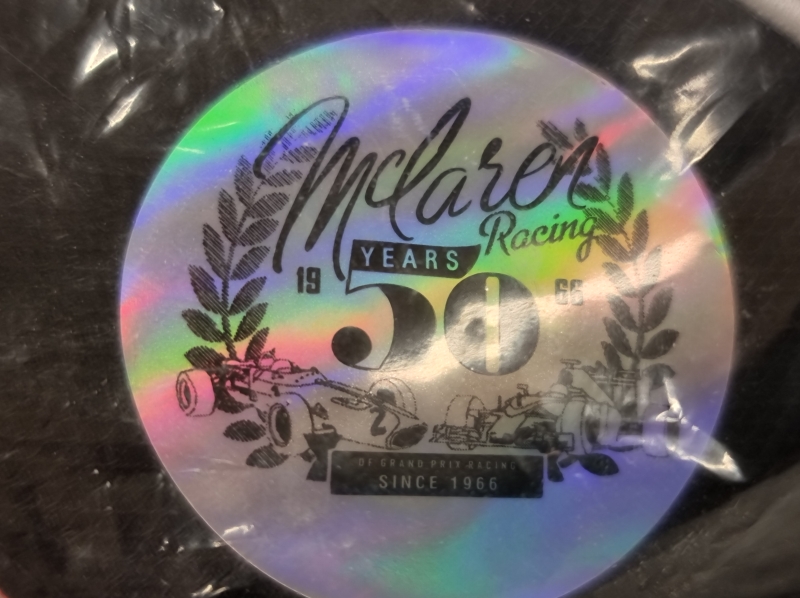 McLaren
Racing
YEARS
19 50 66
OF GRAND PRIX RACING
SINCE 1966